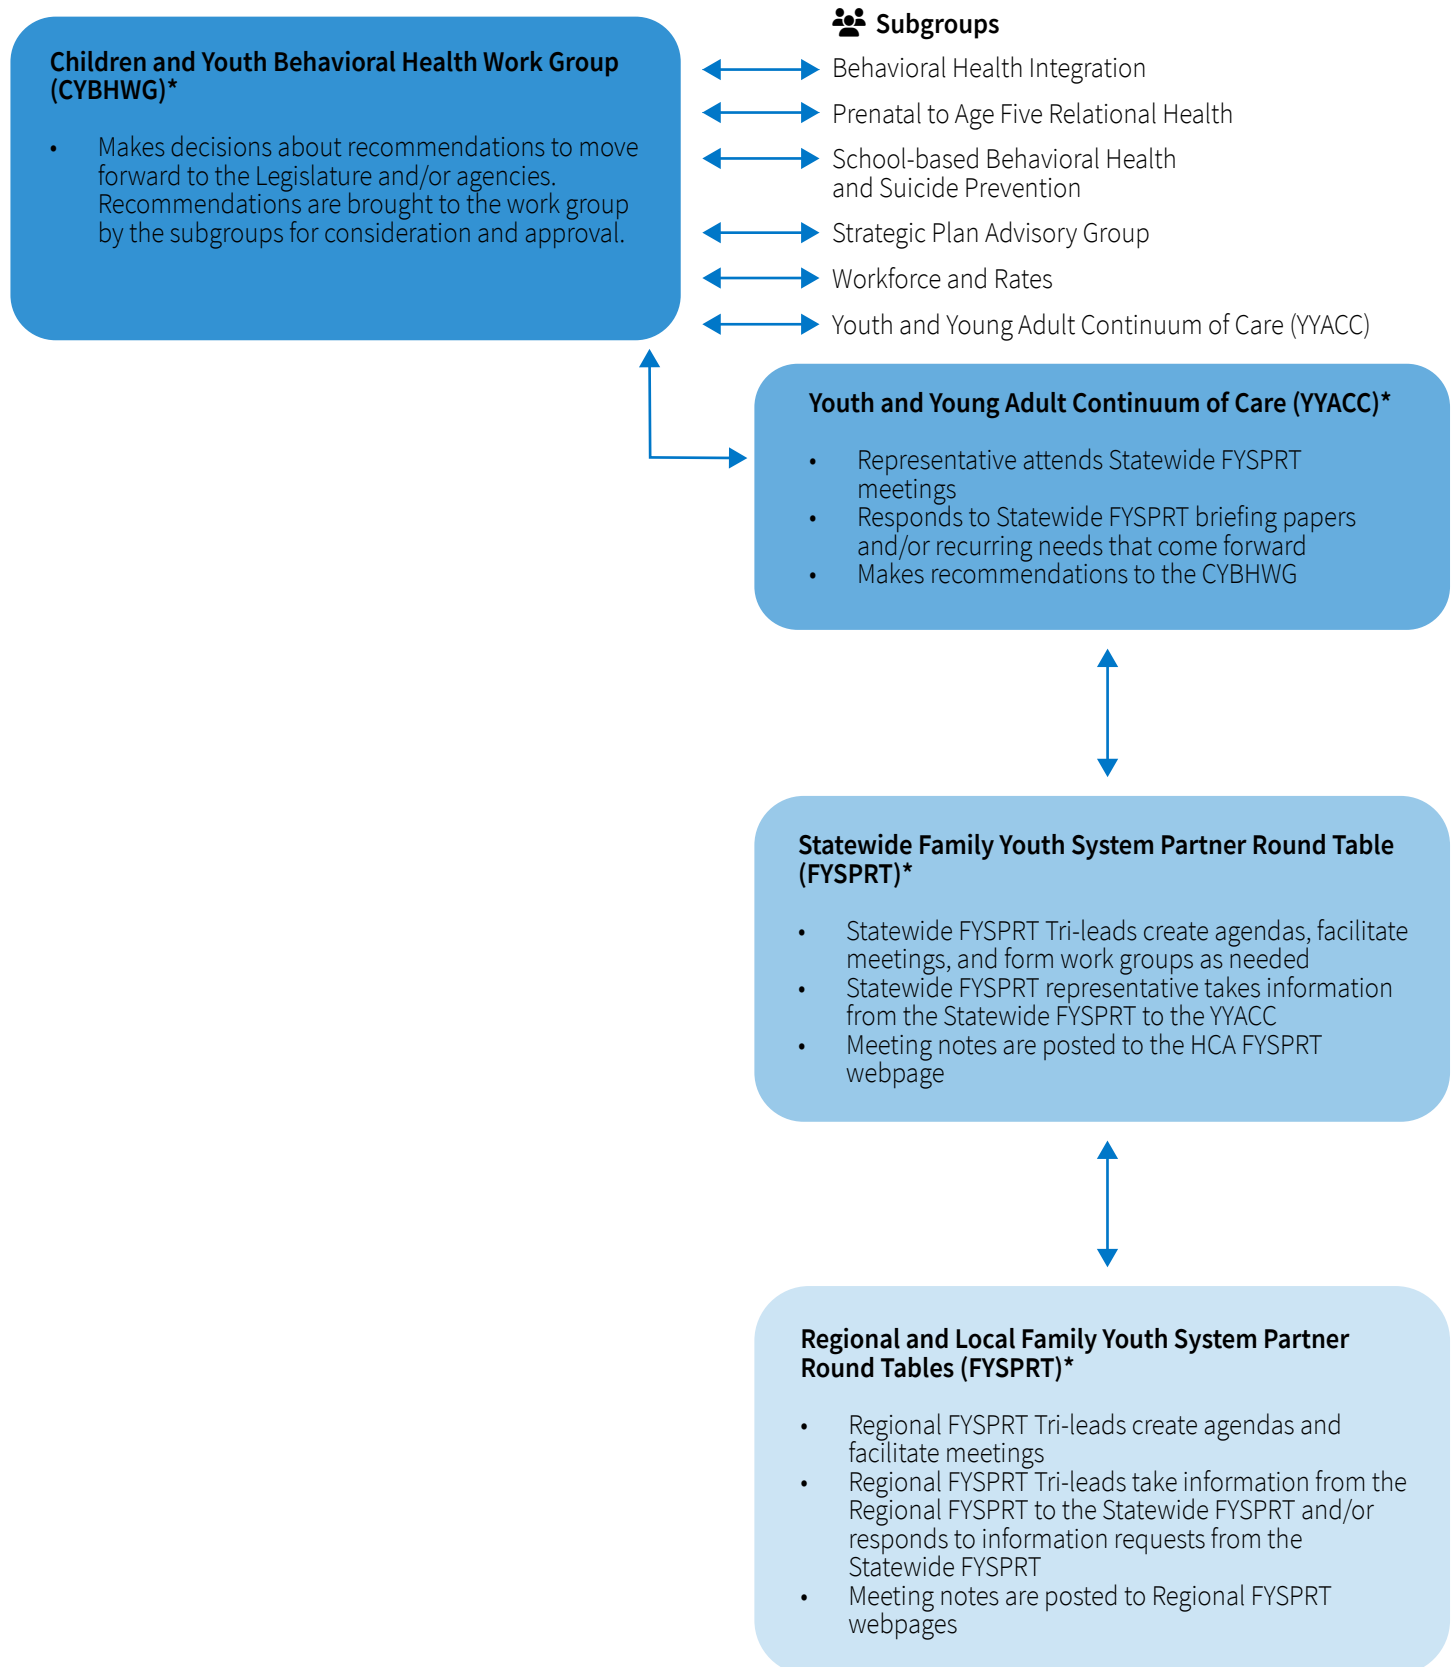 Children and Youth Behavioral Health Work Group
(CYBHWG)*
• Makes decisions about recommendations to move
forward to the Legislature and/or agencies.
Recommendations are brought to the work group
by the subgroups for consideration and approval.
Subgroups
Behavioral Health Integration
Prenatal to Age Five Relational Health
School-based Behavioral Health
and Suicide Prevention
Strategic Plan Advisory Group
Workforce and Rates
Youth and Young Adult Continuum of Care (YYACC)
Youth and Young Adult Continuum of Care (YYACC)*
• Representative attends Statewide FYSPRT
meetings
• Responds to Statewide FYSPRT briefing papers
and/or recurring needs that come forward
• Makes recommendations to the CYBHWG
Statewide Family Youth System Partner Round Table
(FYSPRT)*
• Statewide FYSPRT Tri-leads create agendas, facilitate
meetings, and form work groups as needed
• Statewide FYSPRT representative takes information
from the Statewide FYSPRT to the YYACC
• Meeting notes are posted to the HCA FYSPRT
webpage
Regional and Local Family Youth System Partner
Round Tables (FYSPRT)*
• Regional FYSPRT Tri-leads create agendas and
facilitate meetings
• Regional FYSPRT Tri-leads take information from the
Regional FYSPRT to the Statewide FYSPRT and/or
responds to information requests from the
Statewide FYSPRT
• Meeting notes are posted to Regional FYSPRT
webpages